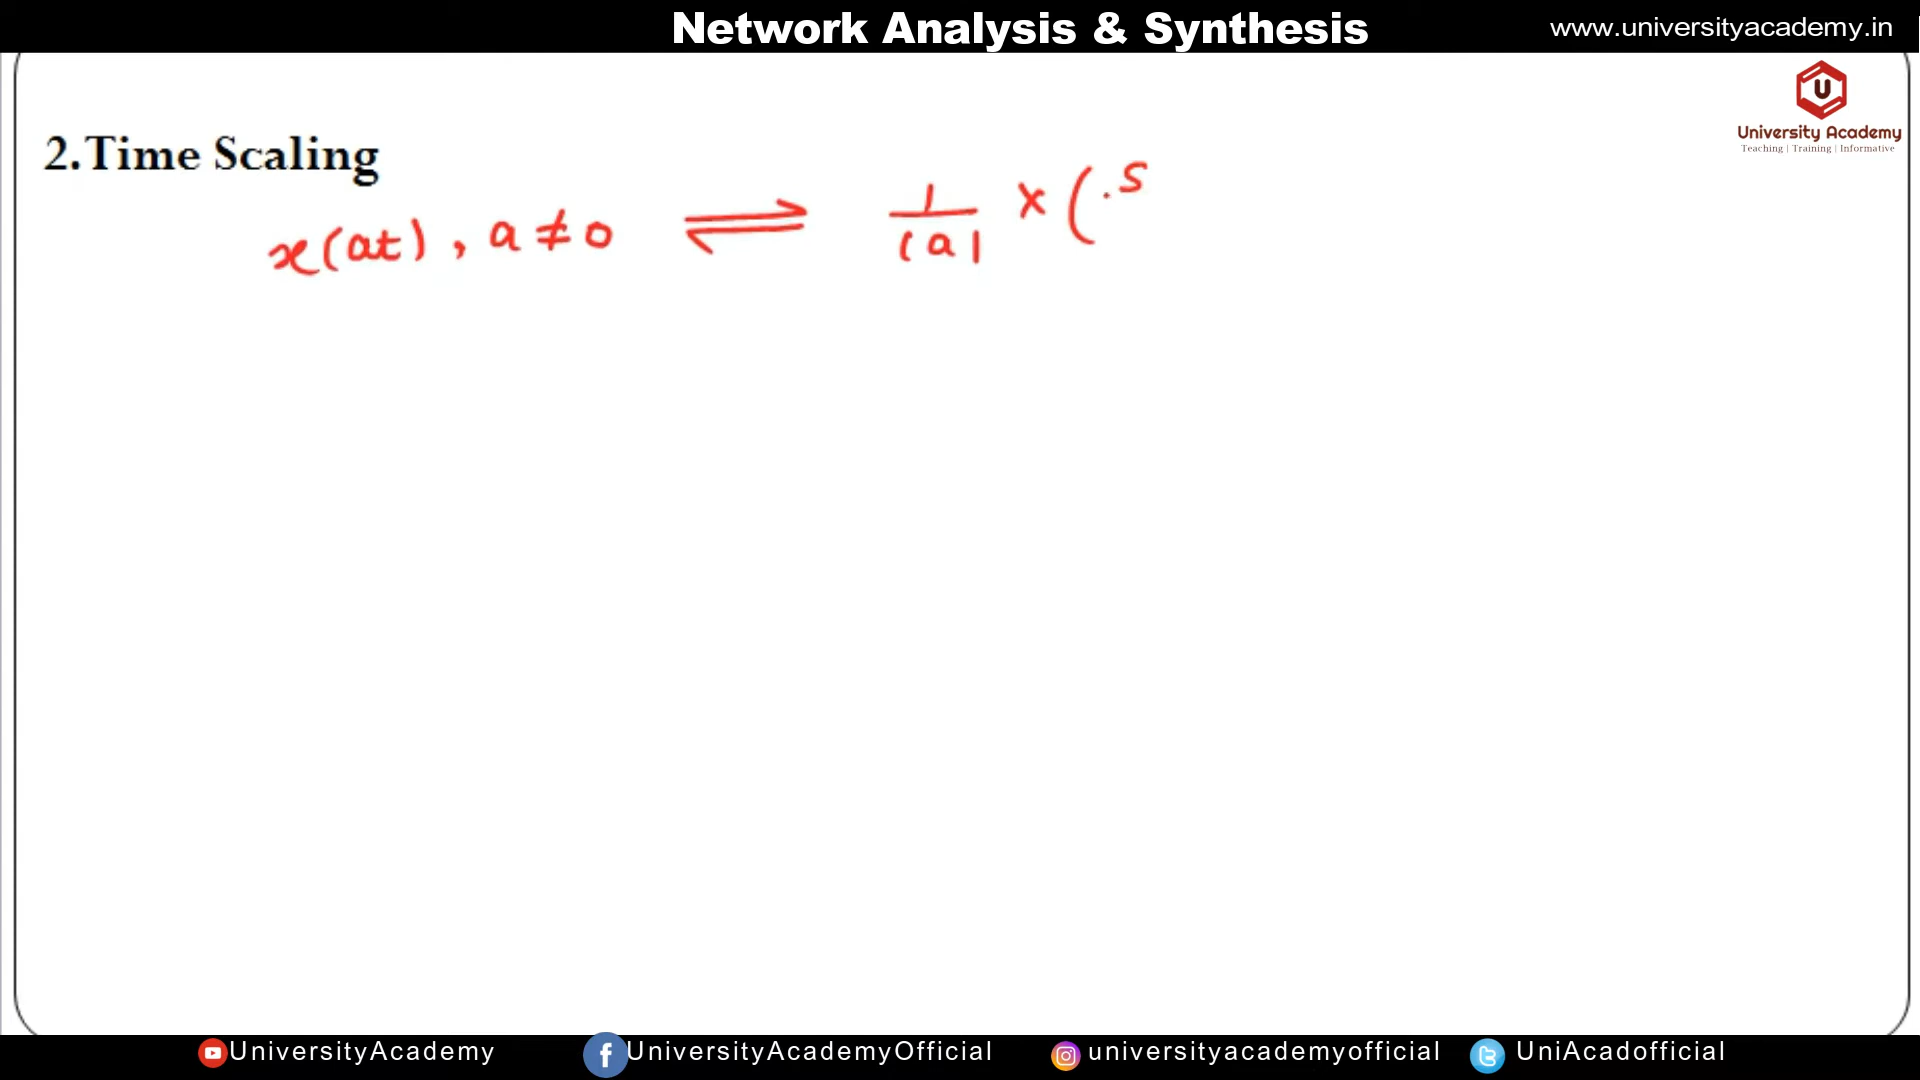 Network Analysis & Synthesis
www.universityacademy.in
U
University Academy
Teaching | Training | Informative
2.Time Scaling
x(at), a ≠ 0 ⇌ 1/|a| X(s
UniversityAcademy
UniversityAcademyOfficial
universityacademyofficial
UniAcadofficial